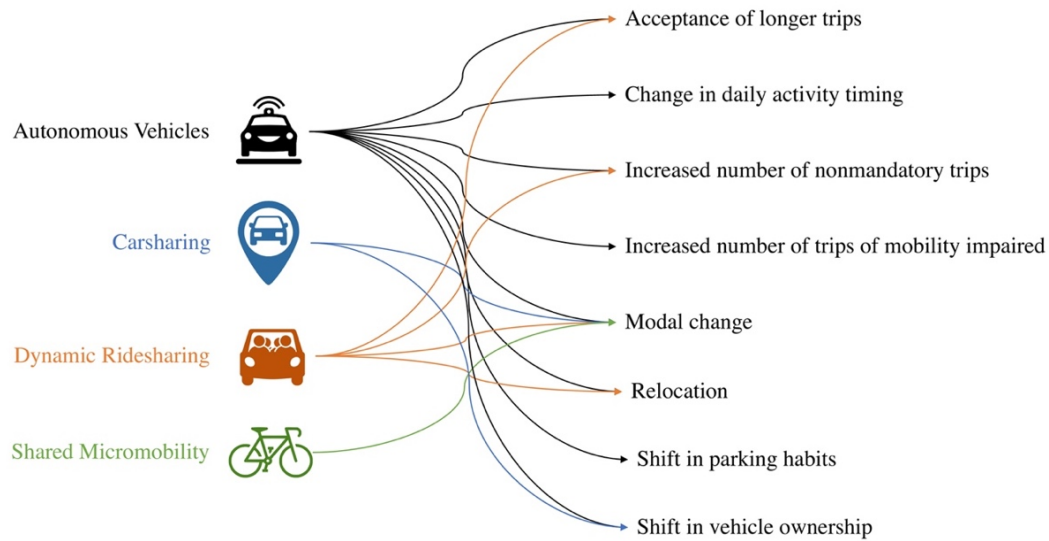 Autonomous Vehicles
Carsharing
Dynamic Ridesharing
Shared Micromobility
Acceptance of longer trips
Change in daily activity timing
Increased number of nonmandatory trips
Increased number of trips of mobility impaired
Modal change
Relocation
Shift in parking habits
Shift in vehicle ownership